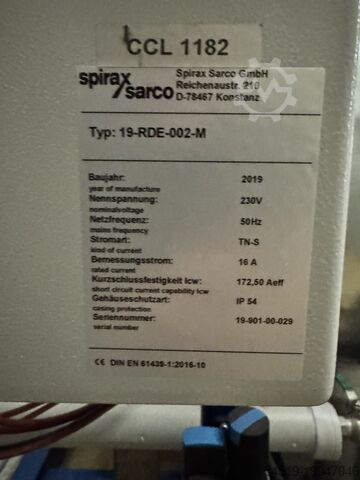 CCL 1182
spirax sarco
Spirax Sarco GmbH
Reichenaustr. 210
D-78467 Konstanz
Typ: 19-RDE-002-M
Baujahr: 2019
year of manufacture
Nennspannung: 230V
nominalvoltage
Netzfrequenz: 50Hz
mains frequency
Stromart: TN-S
kind of current
Bemessungsstrom: 16 A
rated current
Kurzschlussfestigkeit Icw: 172,50 Aeff
short circuit current capability Icw
Gehäuseschutzart: IP 54
casing protection
Seriennummer: 19-901-00-029
serial number
CE DIN EN 61439-1:2016-10